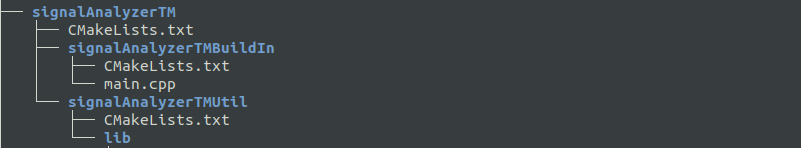 signalAnalyzerTM
CMakeLists.txt
signalAnalyzerTMBuildIn
CMakeLists.txt
main.cpp
signalAnalyzerTMUtil
CMakeLists.txt
lib